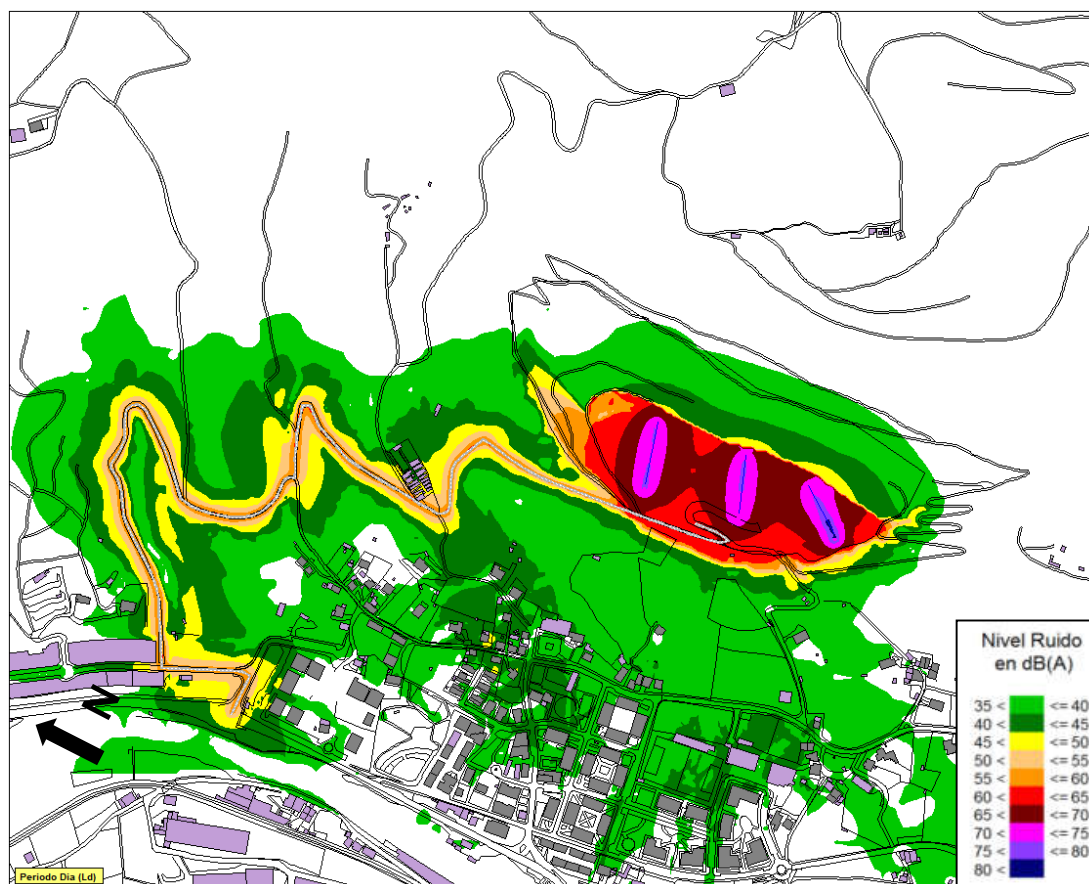 Nivel Ruido
en dB(A)
35 < <= 40
40 < <= 45
45 < <= 50
50 < <= 55
55 < <= 60
60 < <= 65
65 < <= 70
70 < <= 75
75 < <= 80
80 <
N
Periodo Dia (Ld)